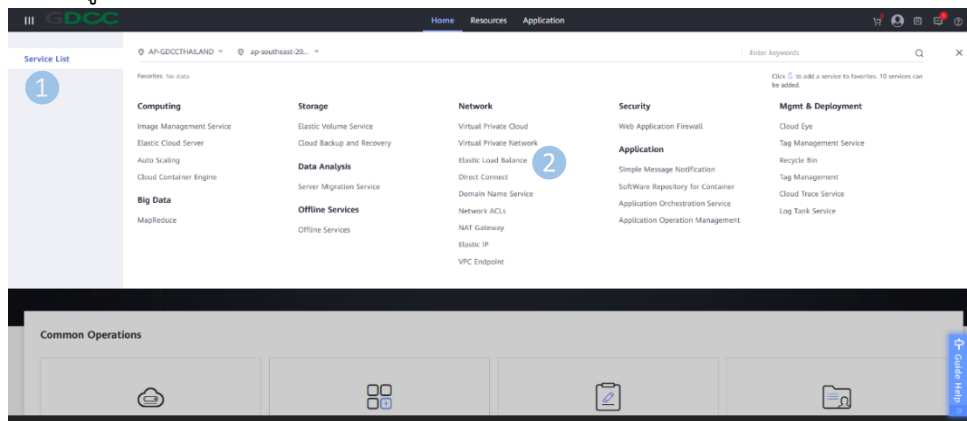 GDCC
Home Resources Application
Service List
AP-GDCCTHAILAND
ap-southeast-20...
Enter keywords
Favorites: No data
Click to add a service to favorites. 10 services can be added.
1
Computing
Image Management Service
Elastic Cloud Server
Auto Scaling
Cloud Container Engine
Big Data
MapReduce
Storage
Elastic Volume Service
Cloud Backup and Recovery
Data Analysis
Server Migration Service
Offline Services
Offline Services
Network
Virtual Private Cloud
Virtual Private Network
Elastic Load Balance
2
Direct Connect
Domain Name Service
Network ACLs
NAT Gateway
Elastic IP
VPC Endpoint
Security
Web Application Firewall
Application
Simple Message Notification
SoftWare Repository for Container
Application Orchestration Service
Application Operation Management
Mgmt & Deployment
Cloud Eye
Tag Management Service
Recycle Bin
Tag Management
Cloud Trace Service
Log Tank Service
Common Operations
Guide Help